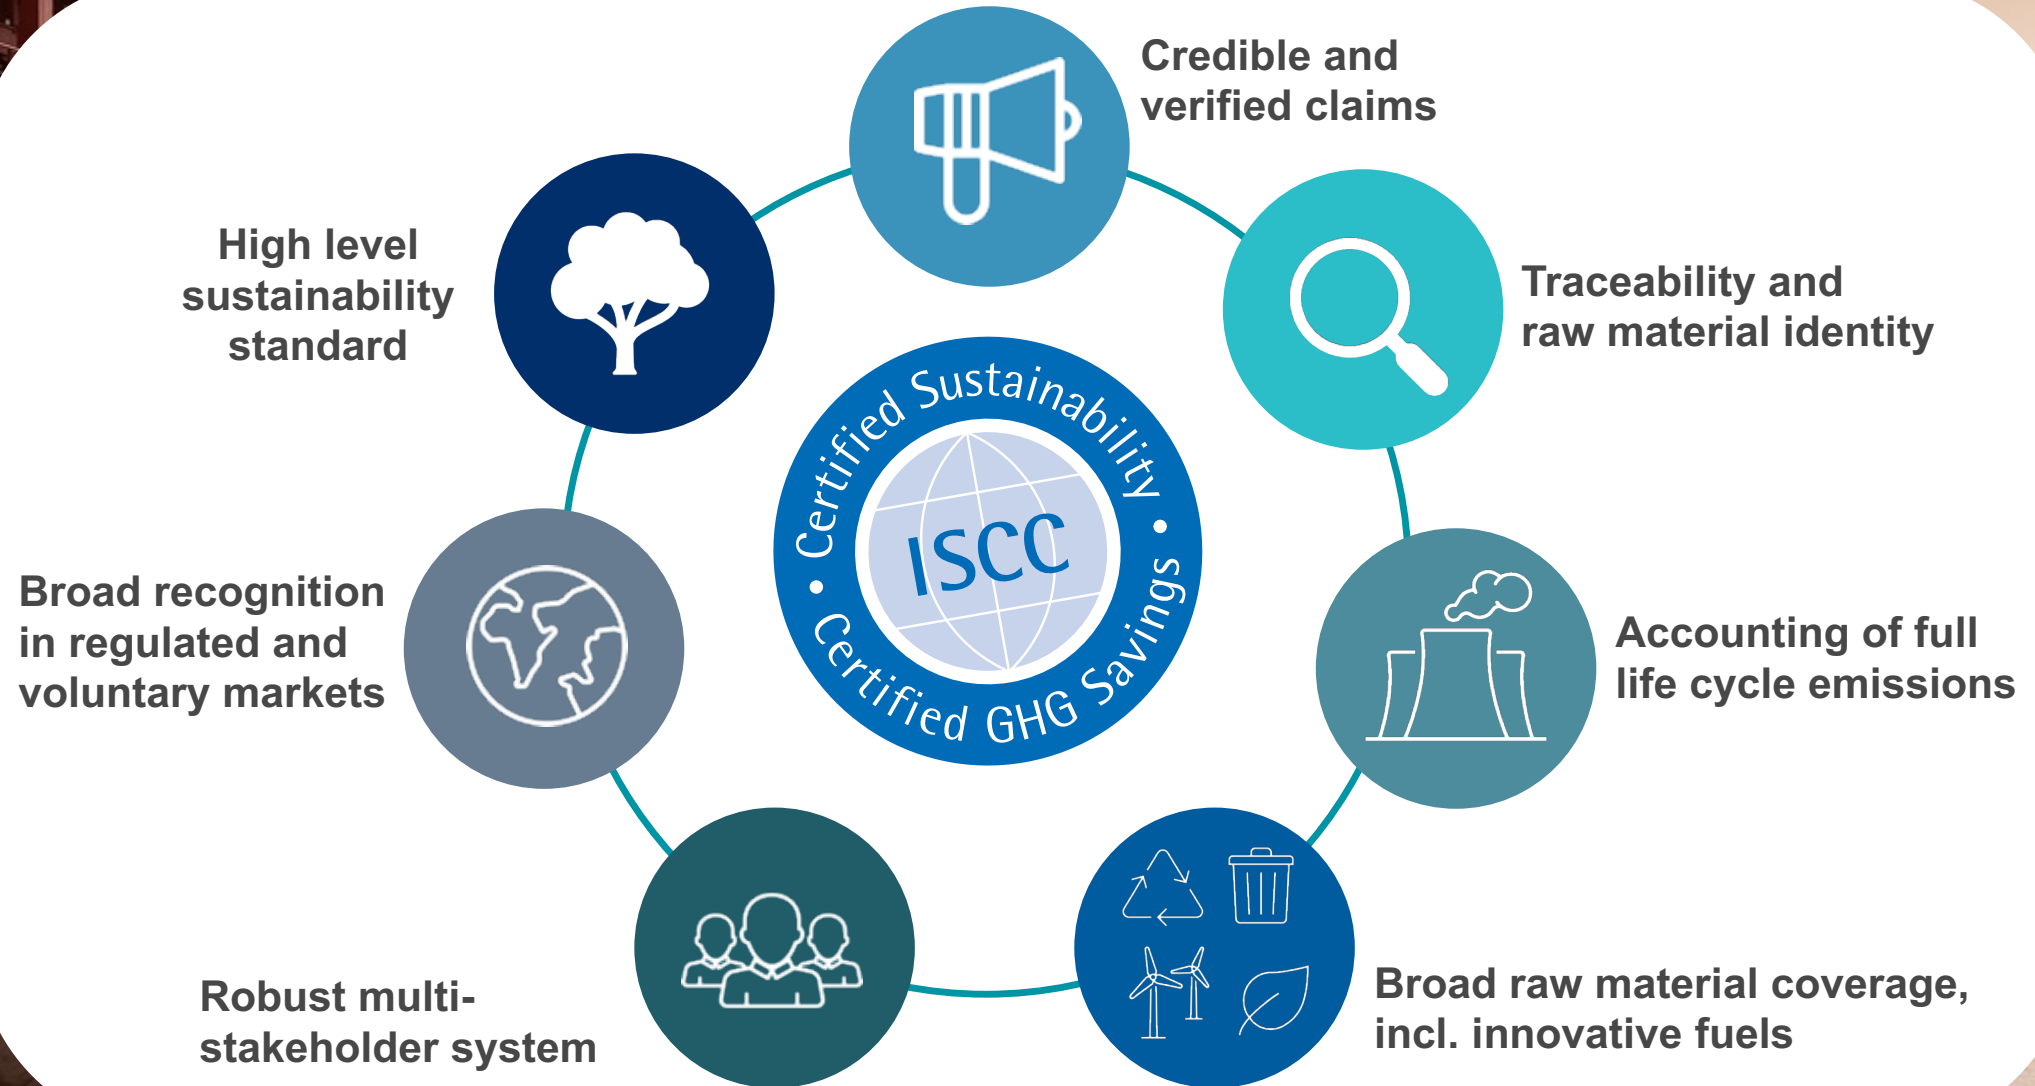 Credible and
verified claims
Traceability and
raw material identity
Accounting of full
life cycle emissions
Broad raw material coverage,
incl. innovative fuels
Robust multi-
stakeholder system
Broad recognition
in regulated and
voluntary markets
High level
sustainability
standard
• Certified Sustainability •
ISCC
Certified GHG Savings